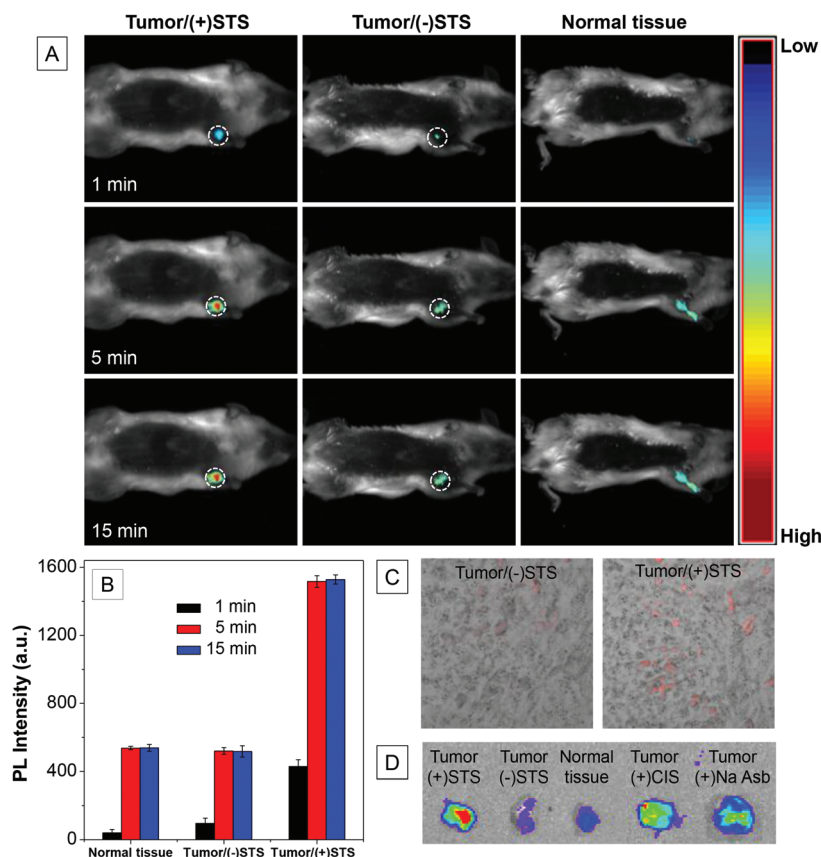 Tumor/(+)STS Tumor/(-)STS Normal tissue
A
Low
1 min
5 min
15 min
High
B
1600
1200
800
400
0
PL Intensity (a.u.)
1 min
5 min
15 min
Normal tissue Tumor/(-)STS Tumor/(+)STS
C
Tumor/(-)STS Tumor/(+)STS
D
Tumor Tumor Normal Tumor Tumor
(+)STS (-)STS tissue (+)CIS (+)Na Asb